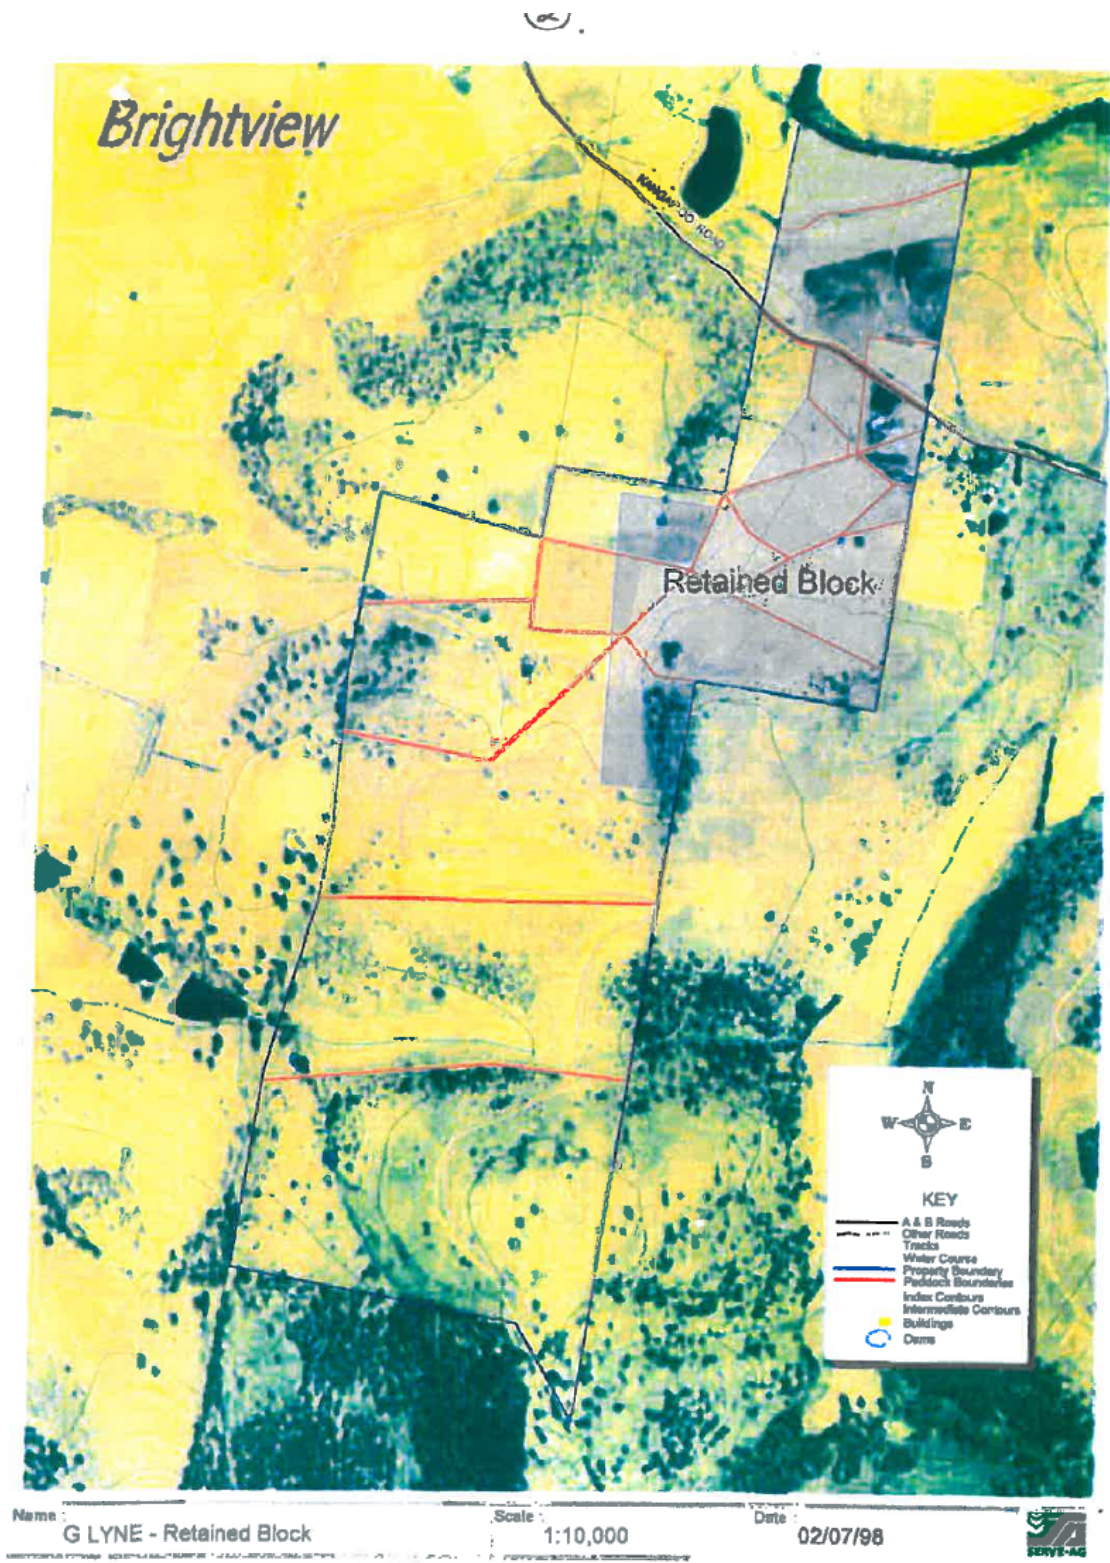 2
Brightview
KANGAROO ROAD
Retained Block
N
W E
S
KEY
A & B Roads
Other Roads
Tracks
Water Course
Property Boundary
Paddock Boundaries
Index Contours
Intermediate Contours
Buildings
Dams
Name : G LYNE - Retained Block
Scale : 1:10,000
Date : 02/07/98
SERVE-AG